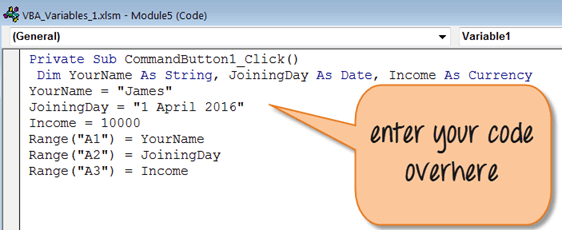 VBA_Variables_1.xlsm - Module5 (Code)
(General) Variable1
Private Sub CommandButton1_Click()
Dim YourName As String, JoiningDay As Date, Income As Currency
YourName = "James"
JoiningDay = "1 April 2016"
Income = 10000
Range("A1") = YourName
Range("A2") = JoiningDay
Range("A3") = Income
enter your code
overhere